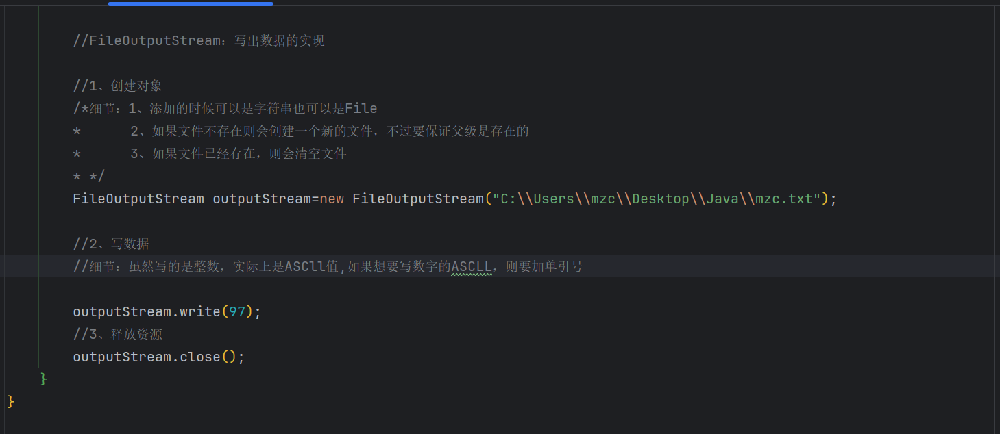 //FileOutputStream：写出数据的实现
//1、创建对象
/*细节：1、添加的时候可以是字符串也可以是File
*      2、如果文件不存在则会创建一个新的文件，不过要保证父级是存在的
*      3、如果文件已经存在，则会清空文件
* */
FileOutputStream outputStream=new FileOutputStream("C:\\Users\\mzc\\Desktop\\Java\\mzc.txt");
//2、写数据
//细节：虽然写的是整数，实际上是ASCll值,如果想要写数字的ASCLL，则要加单引号
outputStream.write(97);
//3、释放资源
outputStream.close();
}
}